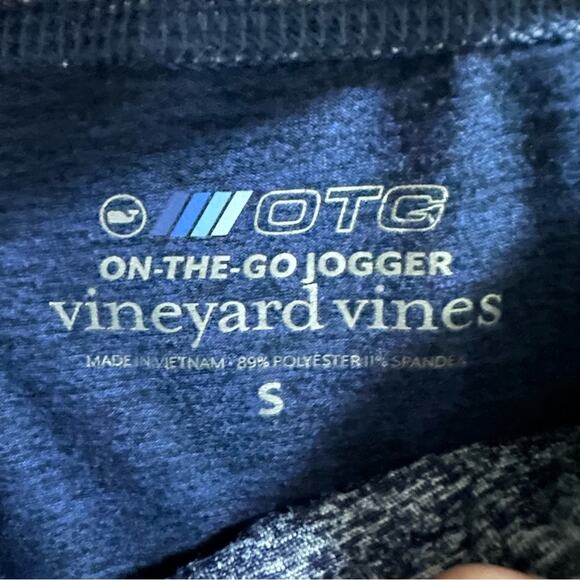 OTG
ON-THE-GO JOGGER
vineyard vines
MADE IN VIETNAM · 89% POLYESTER 11% SPANDEX
S